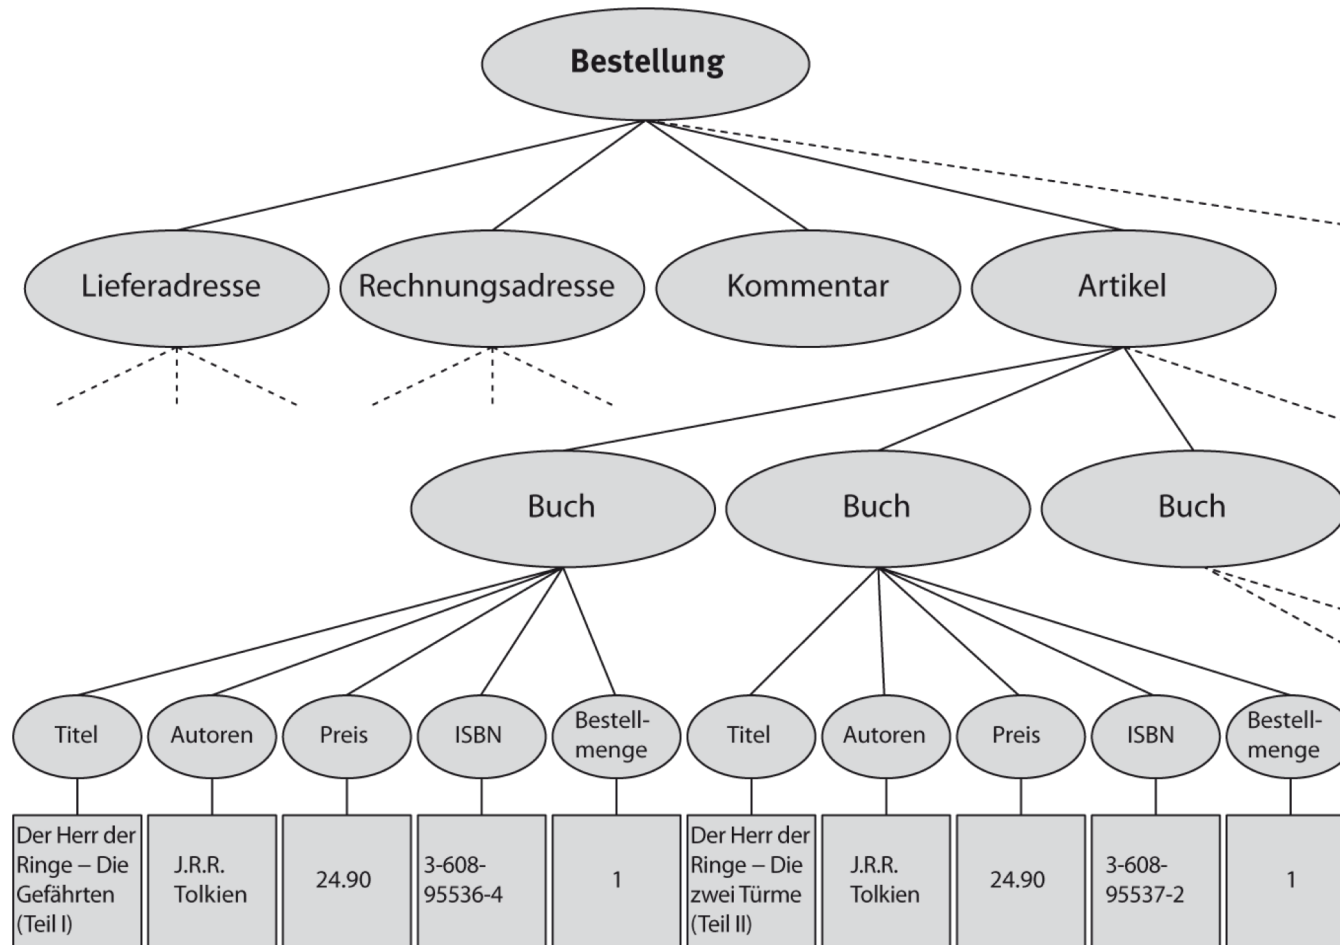 Bestellung
Lieferadresse
Rechnungsadresse
Kommentar
Artikel
Buch
Buch
Buch
Titel
Autoren
Preis
ISBN
Bestell-
menge
Titel
Autoren
Preis
ISBN
Bestell-
menge
Der Herr der
Ringe – Die
Gefährten
(Teil I)
J.R.R.
Tolkien
24.90
3-608-
95536-4
1
Der Herr der
Ringe – Die
zwei Türme
(Teil II)
J.R.R.
Tolkien
24.90
3-608-
95537-2
1